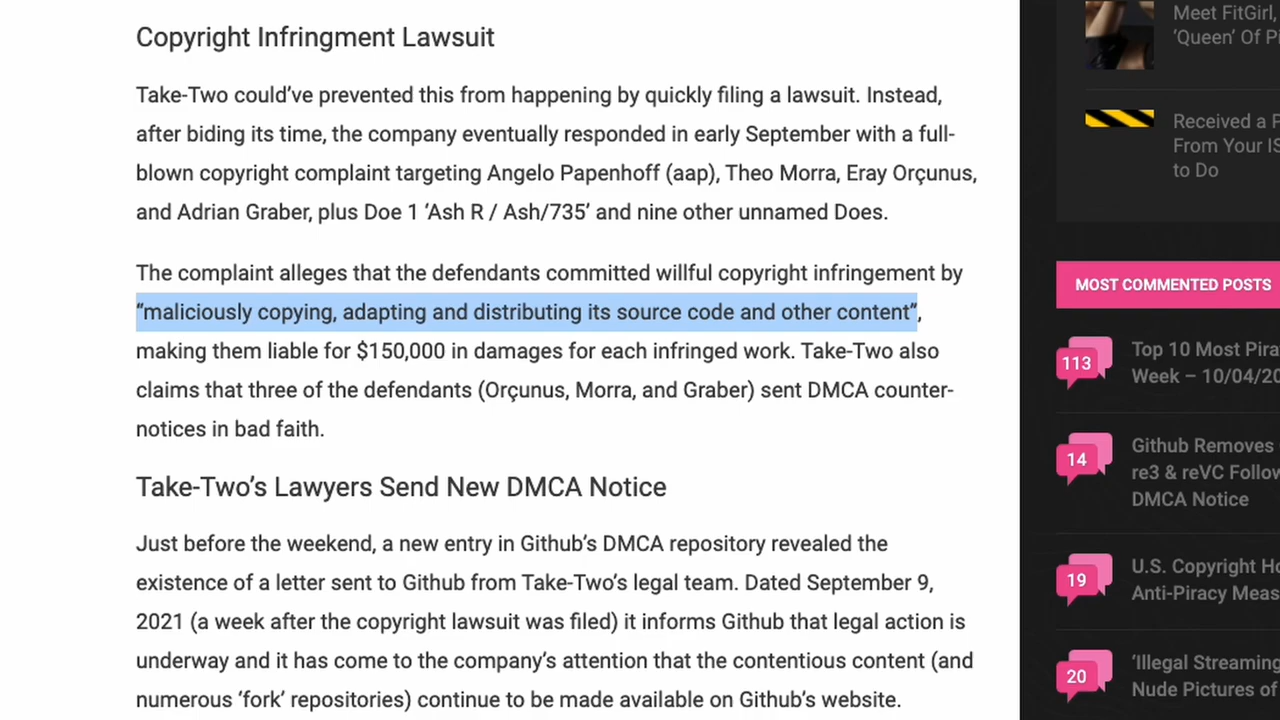 Copyright Infringment Lawsuit
Take-Two could’ve prevented this from happening by quickly filing a lawsuit. Instead,
after biding its time, the company eventually responded in early September with a full-
blown copyright complaint targeting Angelo Papenhoff (aap), Theo Morra, Eray Orçunus,
and Adrian Graber, plus Doe 1 ‘Ash R / Ash/735’ and nine other unnamed Does.
The complaint alleges that the defendants committed willful copyright infringement by
“maliciously copying, adapting and distributing its source code and other content”,
making them liable for $150,000 in damages for each infringed work. Take-Two also
claims that three of the defendants (Orçunus, Morra, and Graber) sent DMCA counter-
notices in bad faith.
Take-Two’s Lawyers Send New DMCA Notice
Just before the weekend, a new entry in Github’s DMCA repository revealed the
existence of a letter sent to Github from Take-Two’s legal team. Dated September 9,
2021 (a week after the copyright lawsuit was filed) it informs Github that legal action is
underway and it has come to the company’s attention that the contentious content (and
numerous ‘fork’ repositories) continue to be made available on Github’s website.
Meet FitGirl,
‘Queen’ Of
Received a
From Your
to Do
MOST COMMENTED POSTS
113
Top 10 Most
Week – 10/04/
14
Github Removes
re3 & reVC
DMCA Notice
19
U.S. Copyright
Anti-Piracy
20
‘Illegal Streaming
Nude Pictures of